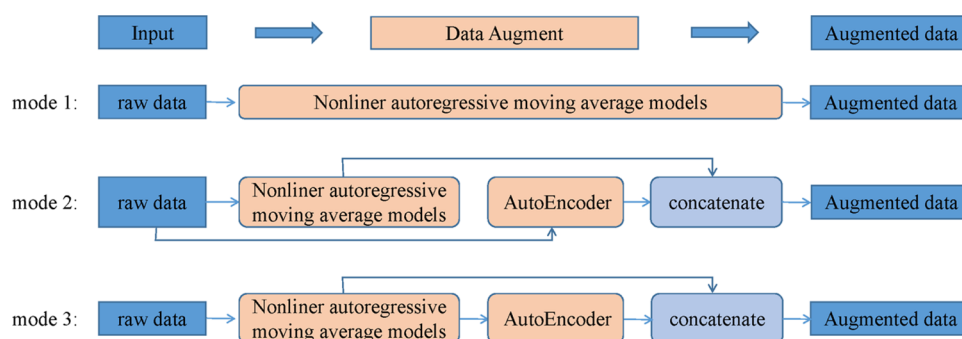 Input Data Augment Augmented data
mode 1: raw data Nonliner autoregressive moving average models Augmented data
mode 2: raw data Nonliner autoregressive
moving average models AutoEncoder concatenate Augmented data
mode 3: raw data Nonliner autoregressive
moving average models AutoEncoder concatenate Augmented data